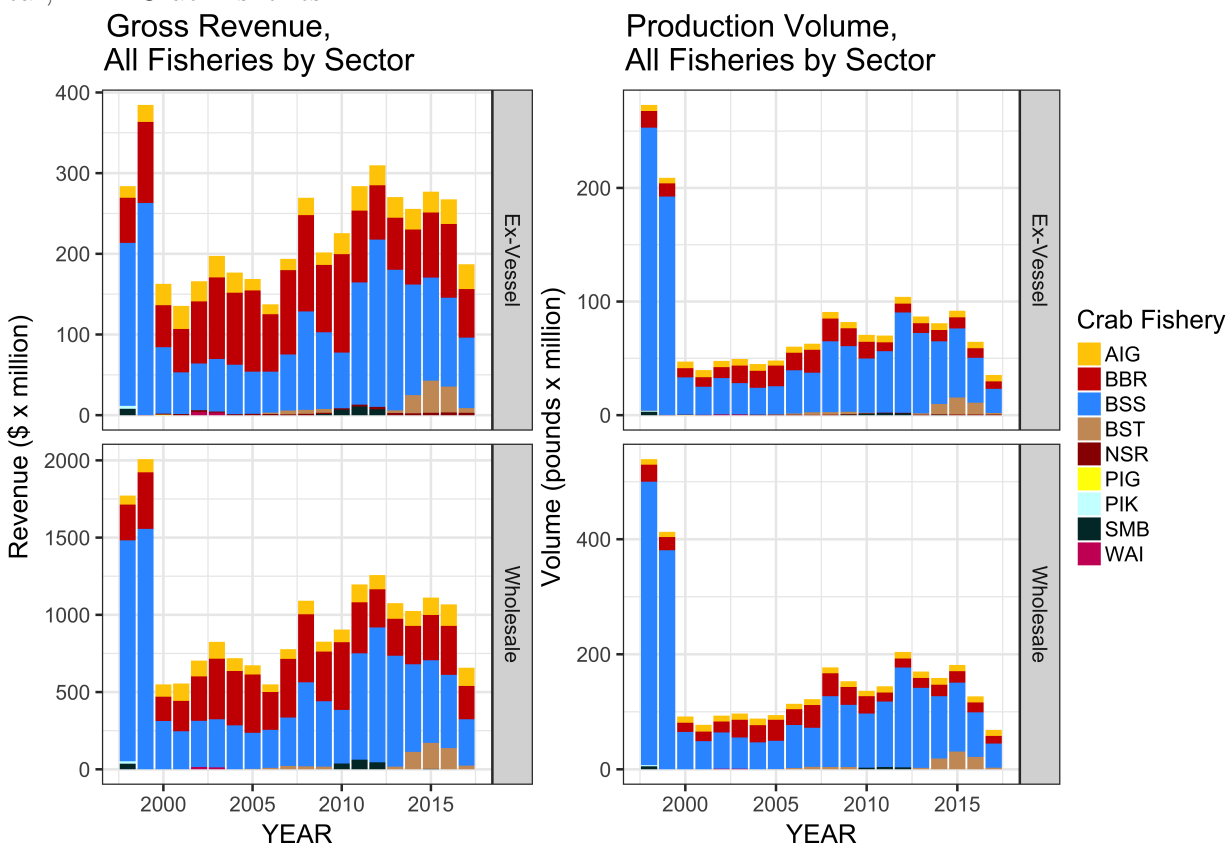 Gross Revenue,
All Fisheries by Sector
Production Volume,
All Fisheries by Sector
Revenue ($ x million)
400
300
200
100
0
Ex-Vessel
2000
1500
1000
500
0
Wholesale
2000
2005
2010
2015
YEAR
Volume (pounds x million)
200
100
0
Ex-Vessel
400
200
0
Wholesale
2000
2005
2010
2015
YEAR
Crab Fishery
AIG
BBR
BSS
BST
NSR
PIG
PIK
SMB
WAI